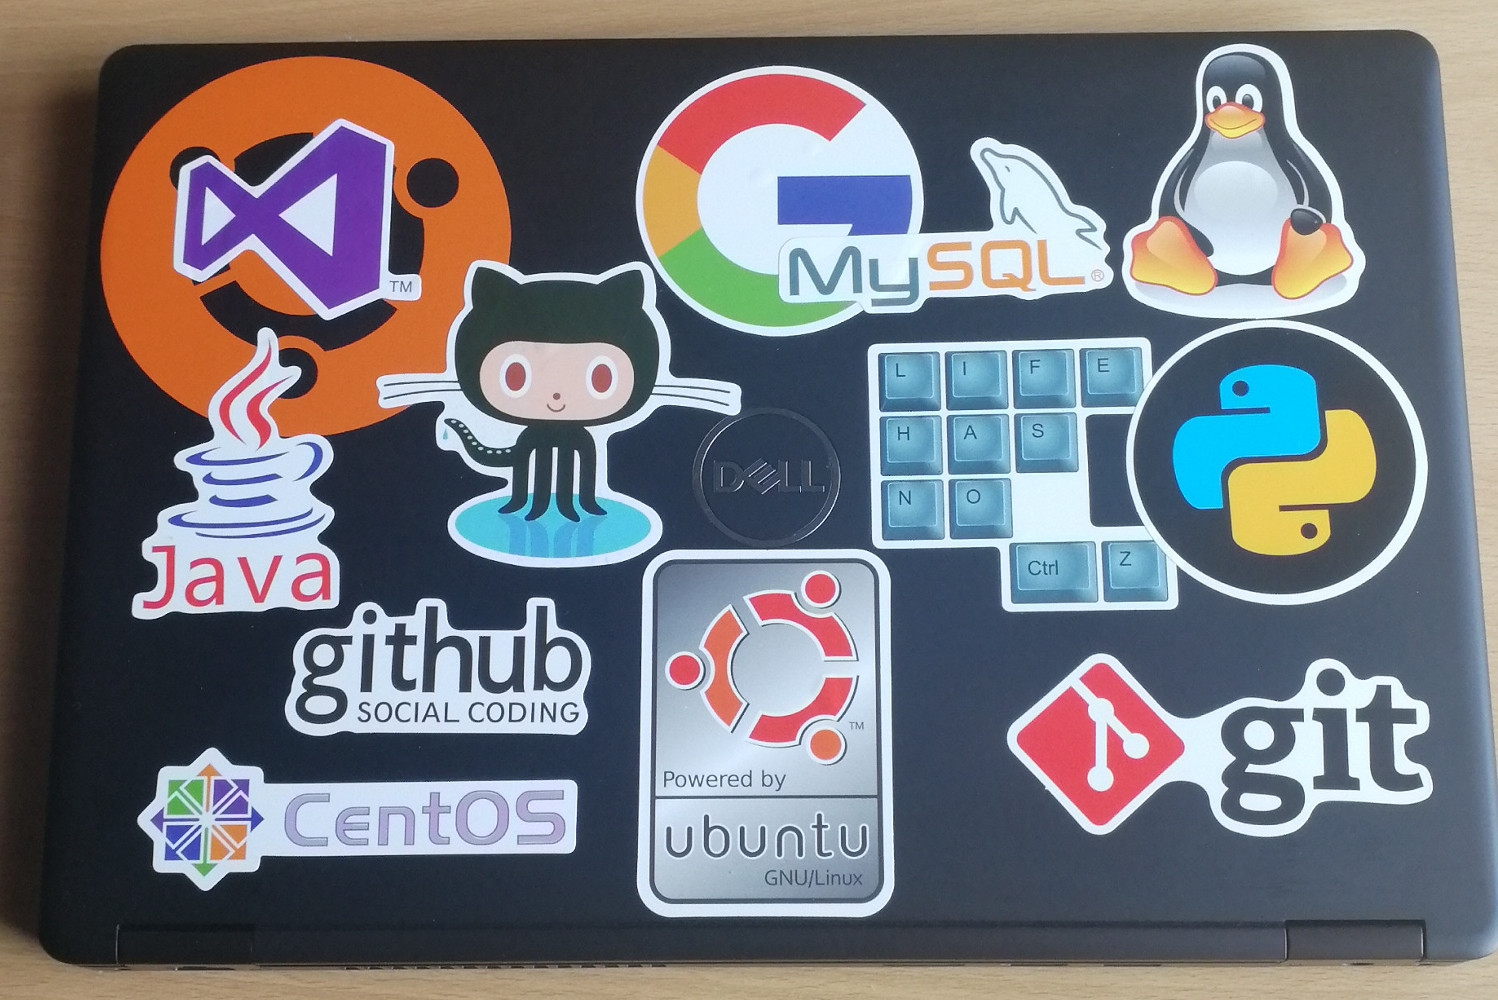 TM
MySQL®
L I F E
H A S
N O
Ctrl Z
DELL
Java
github
SOCIAL CODING
TM
Powered by
ubuntu
GNU/Linux
git
CentOS